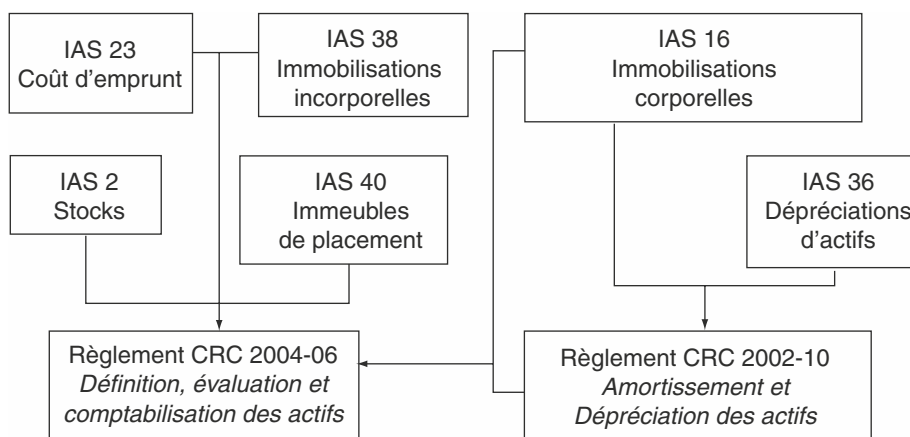 IAS 23
Coût d'emprunt
IAS 38
Immobilisations
incorporelles
IAS 16
Immobilisations
corporelles
IAS 2
Stocks
IAS 40
Immeubles
de placement
IAS 36
Dépréciations
d'actifs
Règlement CRC 2004-06
Définition, évaluation et
comptabilisation des actifs
Règlement CRC 2002-10
Amortissement et
Dépréciation des actifs